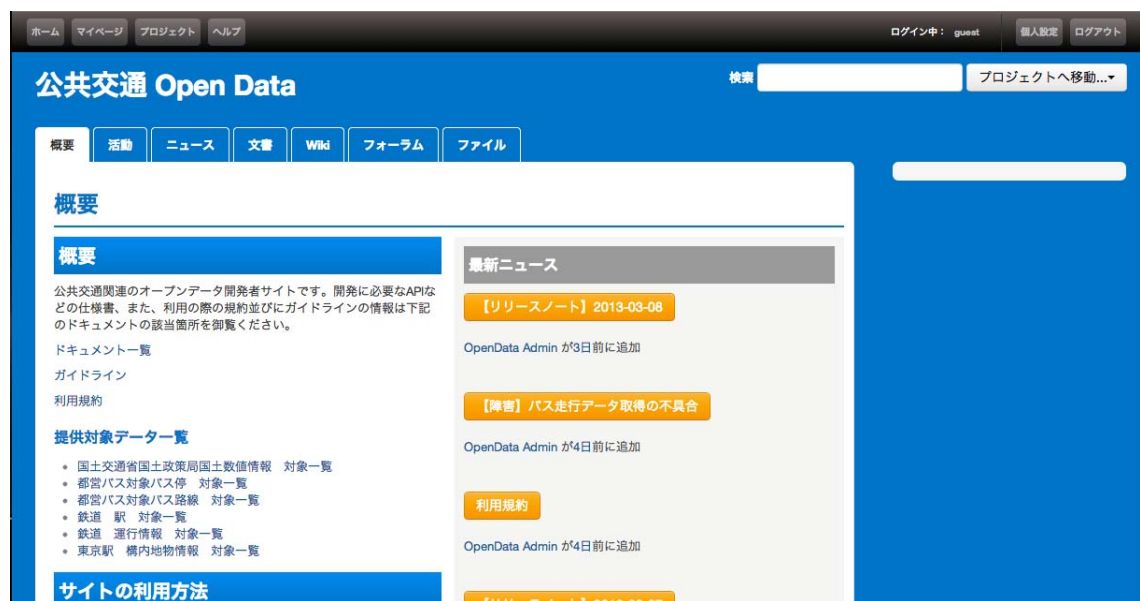 ホーム マイページ プロジェクト ヘルプ
ログイン中： guest 個人設定 ログアウト
公共交通 Open Data
検索 プロジェクトへ移動...
概要 活動 ニュース 文書 Wiki フォーラム ファイル
概要
概要
公共交通関連のオープンデータ開発者サイトです。開発に必要なAPIな
どの仕様書、また、利用の際の規約並びにガイドラインの情報は下記
のドキュメントの該当箇所を御覧ください。
ドキュメント一覧
ガイドライン
利用規約
提供対象データ一覧
国土交通省国土政策局国土数値情報 対象一覧
都営バス対象バス停 対象一覧
都営バス対象バス路線 対象一覧
鉄道 駅 対象一覧
鉄道 運行情報 対象一覧
東京駅 構内地物情報 対象一覧
サイトの利用方法
最新ニュース
【リリースノート】2013-03-08
OpenData Admin が3日前に追加
【障害】バス走行データ取得の不具合
OpenData Admin が4日前に追加
利用規約
OpenData Admin が4日前に追加